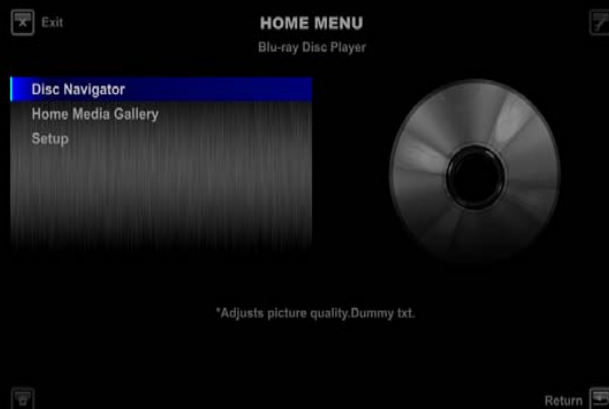 Exit
HOME MENU
Blu-ray Disc Player
Disc Navigator
Home Media Gallery
Setup
*Adjusts picture quality.Dummy txt.
Return